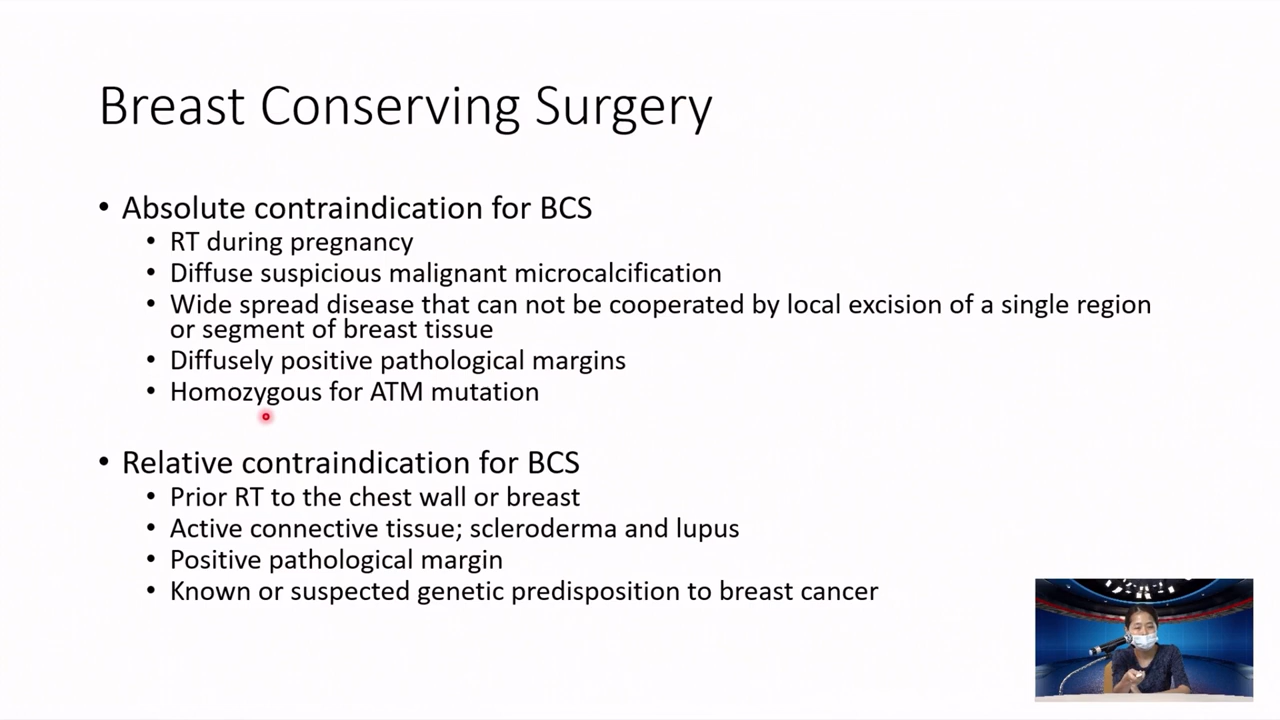 Breast Conserving Surgery
• Absolute contraindication for BCS
• RT during pregnancy
• Diffuse suspicious malignant microcalcification
• Wide spread disease that can not be cooperated by local excision of a single region
or segment of breast tissue
• Diffusely positive pathological margins
• Homozygous for ATM mutation
• Relative contraindication for BCS
• Prior RT to the chest wall or breast
• Active connective tissue; scleroderma and lupus
• Positive pathological margin
• Known or suspected genetic predisposition to breast cancer